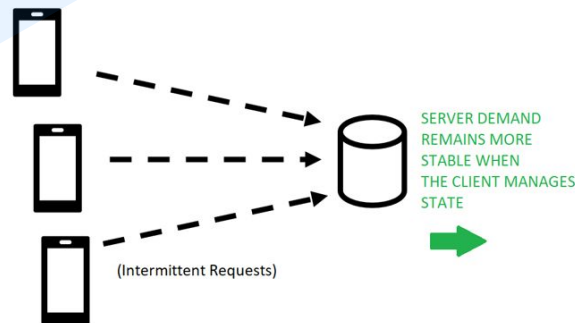 SERVER DEMAND
REMAINS MORE
STABLE WHEN
THE CLIENT MANAGES
STATE
(Intermittent Requests)